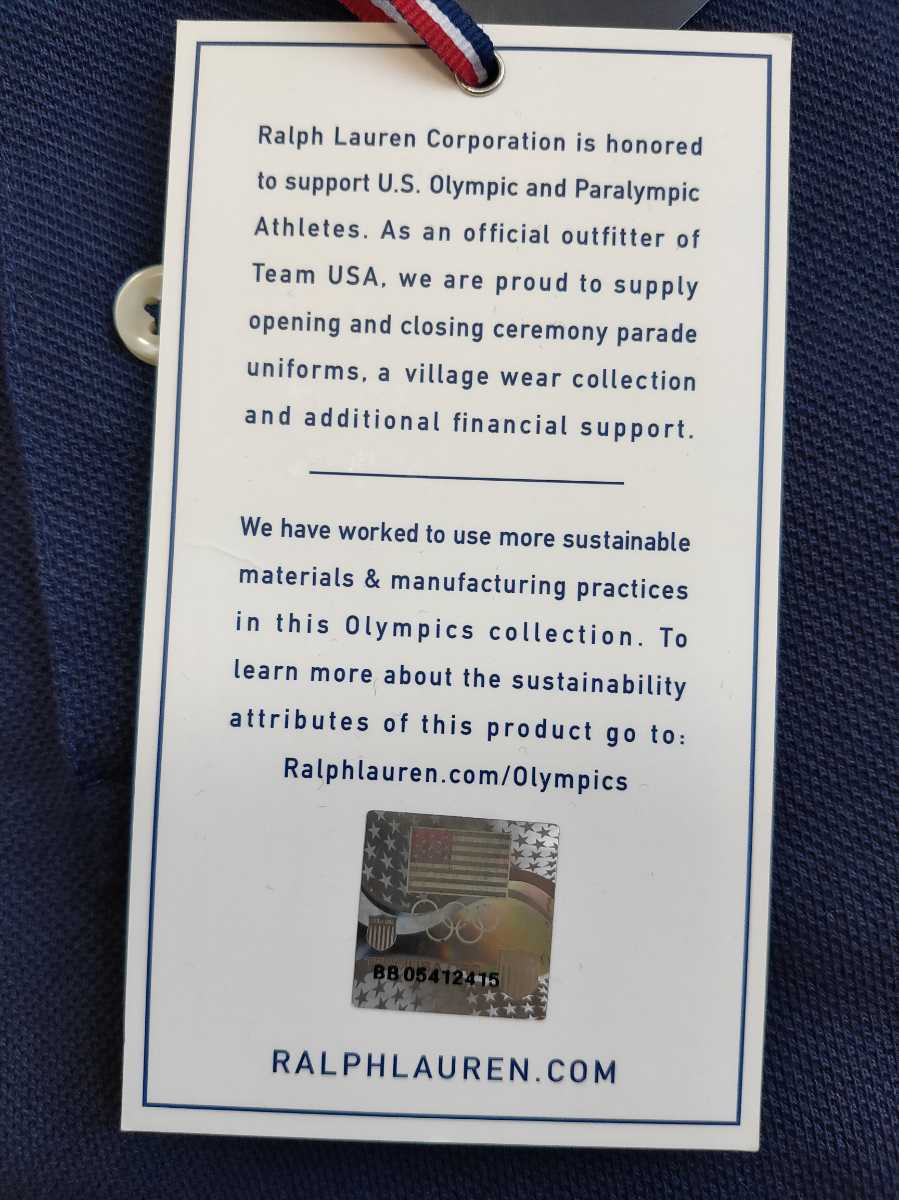 Ralph Lauren Corporation is honored
to support U.S. Olympic and Paralympic
Athletes. As an official outfitter of
Team USA, we are proud to supply
opening and closing ceremony parade
uniforms, a village wear collection
and additional financial support.
We have worked to use more sustainable
materials & manufacturing practices
in this Olympics collection. To
learn more about the sustainability
attributes of this product go to:
Ralphlauren.com/Olympics
BB 05412415
RALPHLAUREN.COM